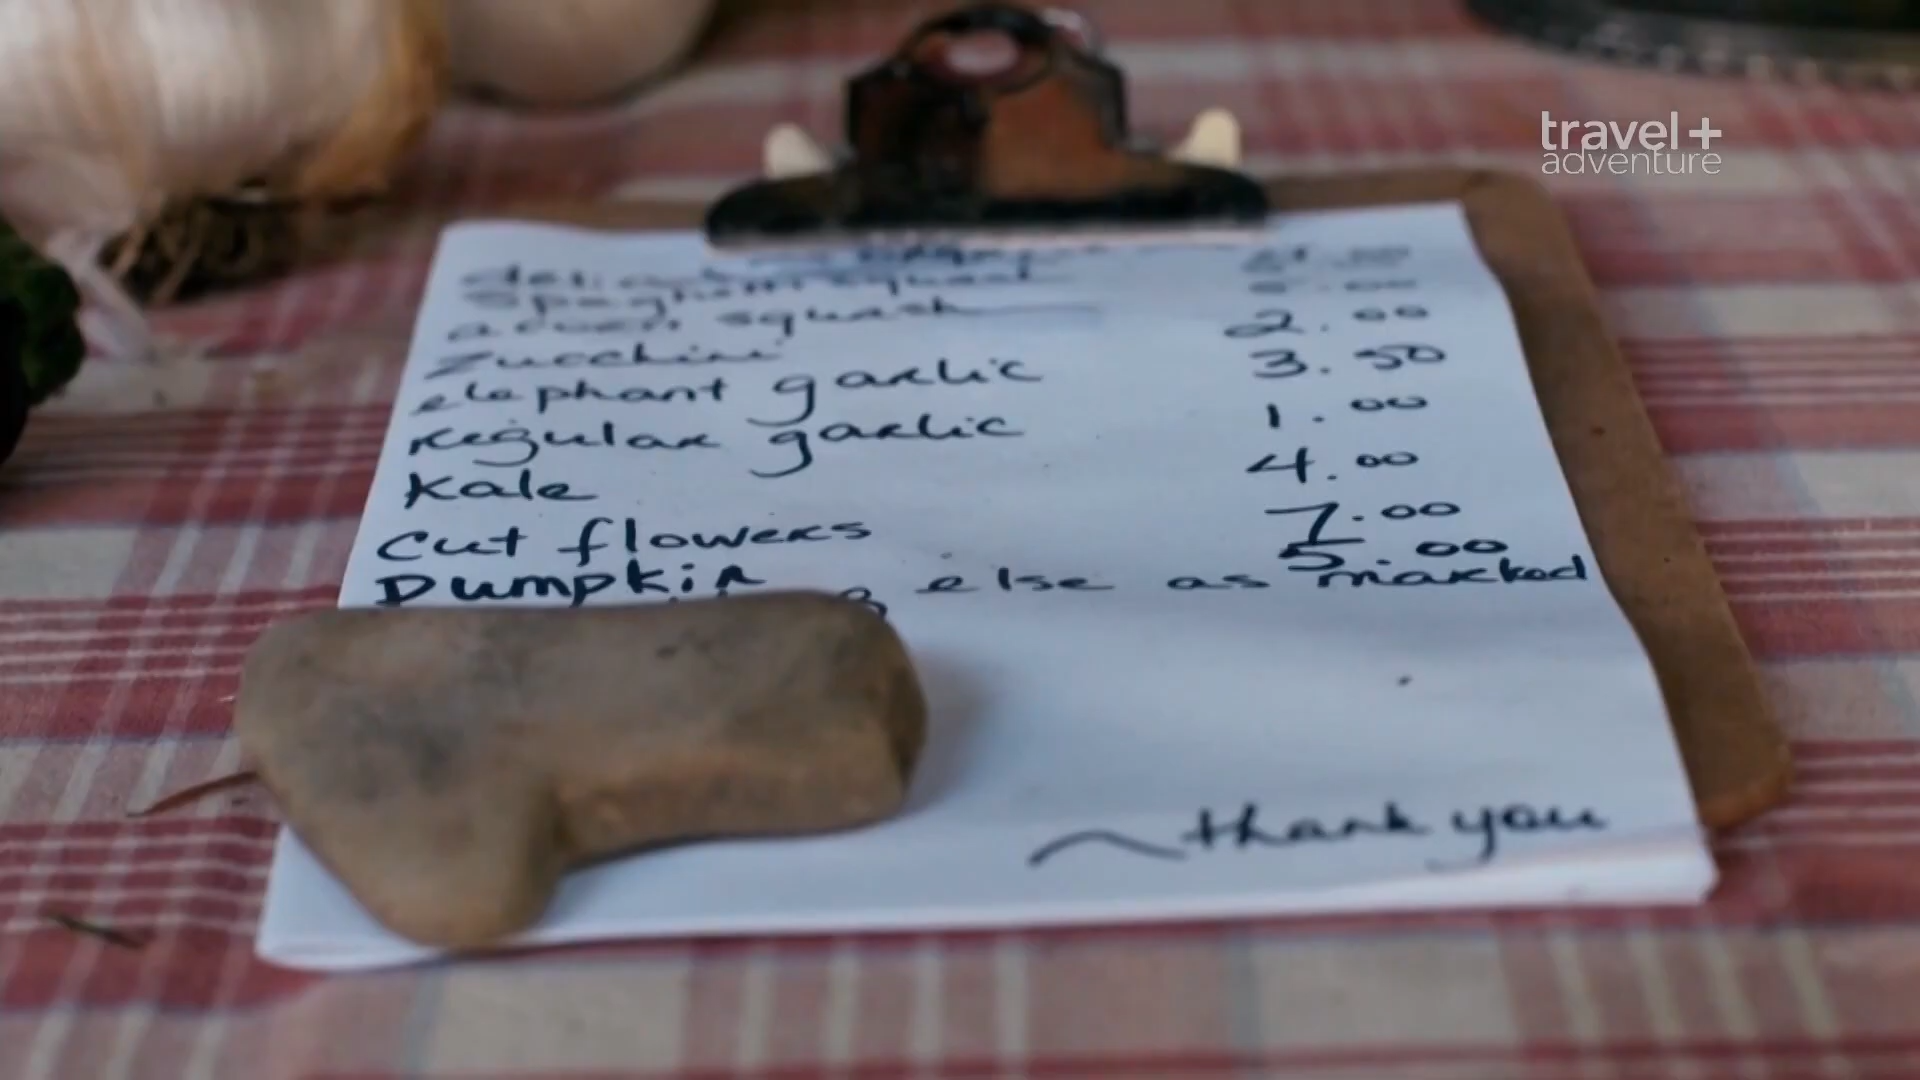 travel+
adventure
spaghetti squash
acorn squash 2.00
zucchini
elephant garlic 3.50
regular garlic 1.00
Kale 4.00
Cut flowers 7.00
Pumpkin 5.00
else as marked
~thank you